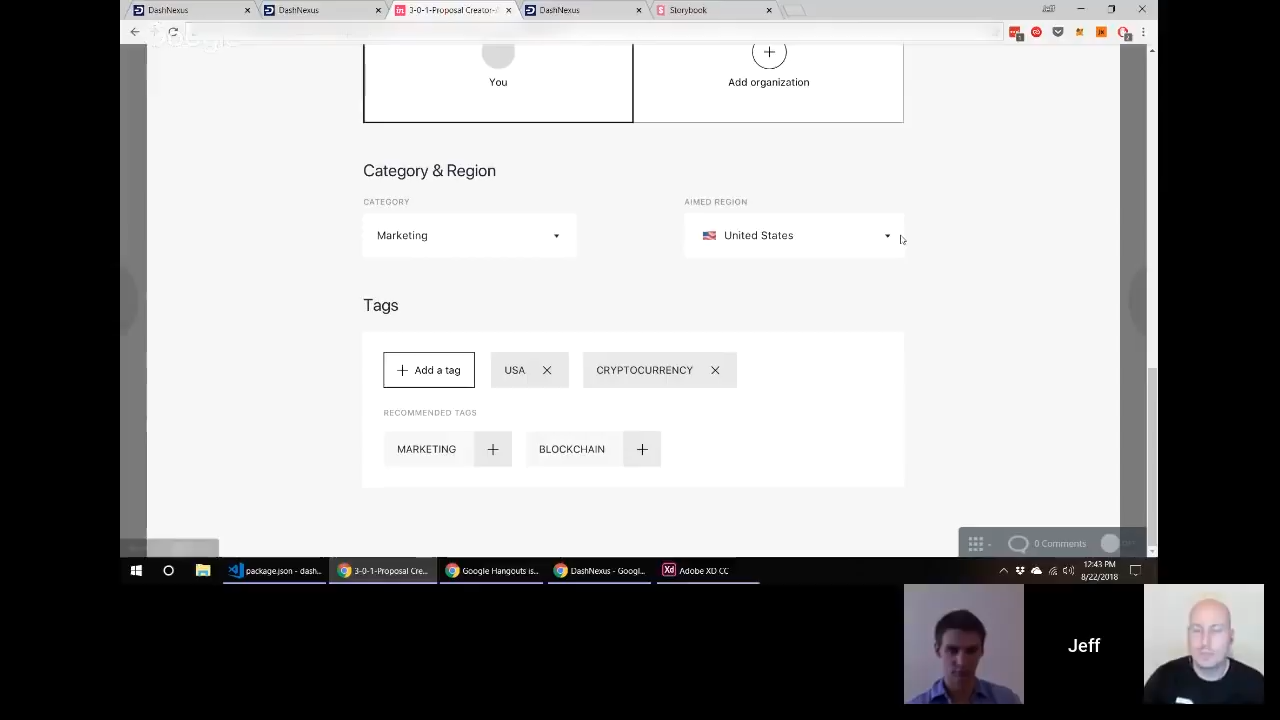 DashNexus
DashNexus
3-0-1-Proposal Creator-/
DashNexus
Storybook
Jeff
You
Add organization
Category & Region
CATEGORY
AIMED REGION
Marketing
United States
Tags
Add a tag
USA
CRYPTOCURRENCY
RECOMMENDED TAGS
MARKETING
BLOCKCHAIN
0 Comments
package.json - dash...
3-0-1-Proposal Cre...
Google Hangouts is...
DashNexus - Googl...
Xd
Adobe XD CC
12:43 PM
8/22/2018
Jeff